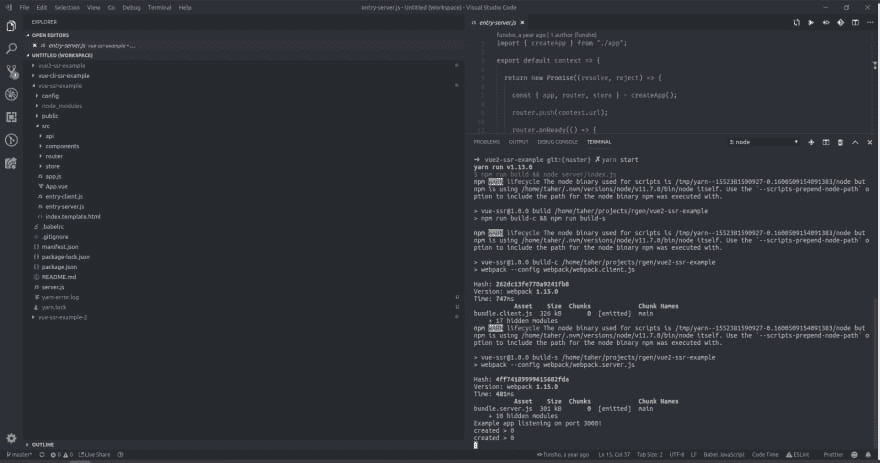 File Edit Selection View Go Debug Terminal Help
entry-server.js - Untitled (Workspace) - Visual Studio Code
EXPLORER
OPEN EDITORS
entry-server.js vue-ssr-example • ...
UNTITLED (WORKSPACE)
vue2-ssr-example
vue-cli-ssr-example
vue-ssr-example
config
node_modules
public
src
api
components
router
store
app.js
App.vue
entry-client.js
entry-server.js
index.template.html
.babelrc
.gitignore
manifest.json
package-lock.json
package.json
README.md
server.js
yarn-error.log
yarn.lock
vue-ssr-example-2
OUTLINE
entry-server.js
funsho, a year ago | 1 author (funsho)
import { createApp } from "./app";
export default context => {
return new Promise((resolve, reject) => {
const { app, router, store } = createApp();
router.push(context.url);
router.onReady(() => {
PROBLEMS OUTPUT DEBUG CONSOLE TERMINAL
3: node
➜ vue2-ssr-example git:(master) ✗ yarn start
yarn run v1.13.0
$ npm run build && node server/index.js
npm WARN lifecycle The node binary used for scripts is /tmp/yarn--1552381590927-0.1600509154091383/node but
npm is using /home/taher/.nvm/versions/node/v11.7.0/bin/node itself. Use the `--scripts-prepend-node-path` o
ption to include the path for the node binary npm was executed with.
> vue-ssr@1.0.0 build /home/taher/projects/rgen/vue2-ssr-example
> npm run build-c && npm run build-s
npm WARN lifecycle The node binary used for scripts is /tmp/yarn--1552381590927-0.1600509154091383/node but
npm is using /home/taher/.nvm/versions/node/v11.7.0/bin/node itself. Use the `--scripts-prepend-node-path` o
ption to include the path for the node binary npm was executed with.
> vue-ssr@1.0.0 build-c /home/taher/projects/rgen/vue2-ssr-example
> webpack --config webpack/webpack.client.js
Hash: 262dc13fe770a9241fb8
Version: webpack 1.15.0
Time: 747ms
Asset Size Chunks Chunk Names
bundle.client.js 326 kB 0 [emitted] main
+ 17 hidden modules
npm WARN lifecycle The node binary used for scripts is /tmp/yarn--1552381590927-0.1600509154091383/node but
npm is using /home/taher/.nvm/versions/node/v11.7.0/bin/node itself. Use the `--scripts-prepend-node-path` o
ption to include the path for the node binary npm was executed with.
> vue-ssr@1.0.0 build-s /home/taher/projects/rgen/vue2-ssr-example
> webpack --config webpack/webpack.server.js
Hash: 4ff74189999415602fde
Version: webpack 1.15.0
Time: 481ms
Asset Size Chunks Chunk Names
bundle.server.js 301 kB 0 [emitted] main
+ 10 hidden modules
Example app listening on port 3000!
created > 0
created > 0
master* 0 0 Live Share funsho, a year ago Ln 15, Col 37 Tab Size: 2 UTF-8 LF Babel JavaScript Code Time ESLint Prettier